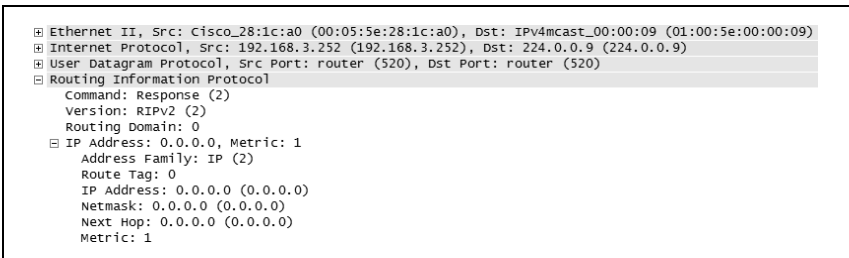 Ethernet II, Src: Cisco_28:1c:a0 (00:05:5e:28:1c:a0), Dst: IPv4mcast_00:00:09 (01:00:5e:00:00:09)
Internet Protocol, Src: 192.168.3.252 (192.168.3.252), Dst: 224.0.0.9 (224.0.0.9)
User Datagram Protocol, Src Port: router (520), Dst Port: router (520)
Routing Information Protocol
Command: Response (2)
Version: RIPv2 (2)
Routing Domain: 0
IP Address: 0.0.0.0, Metric: 1
Address Family: IP (2)
Route Tag: 0
IP Address: 0.0.0.0 (0.0.0.0)
Netmask: 0.0.0.0 (0.0.0.0)
Next Hop: 0.0.0.0 (0.0.0.0)
Metric: 1